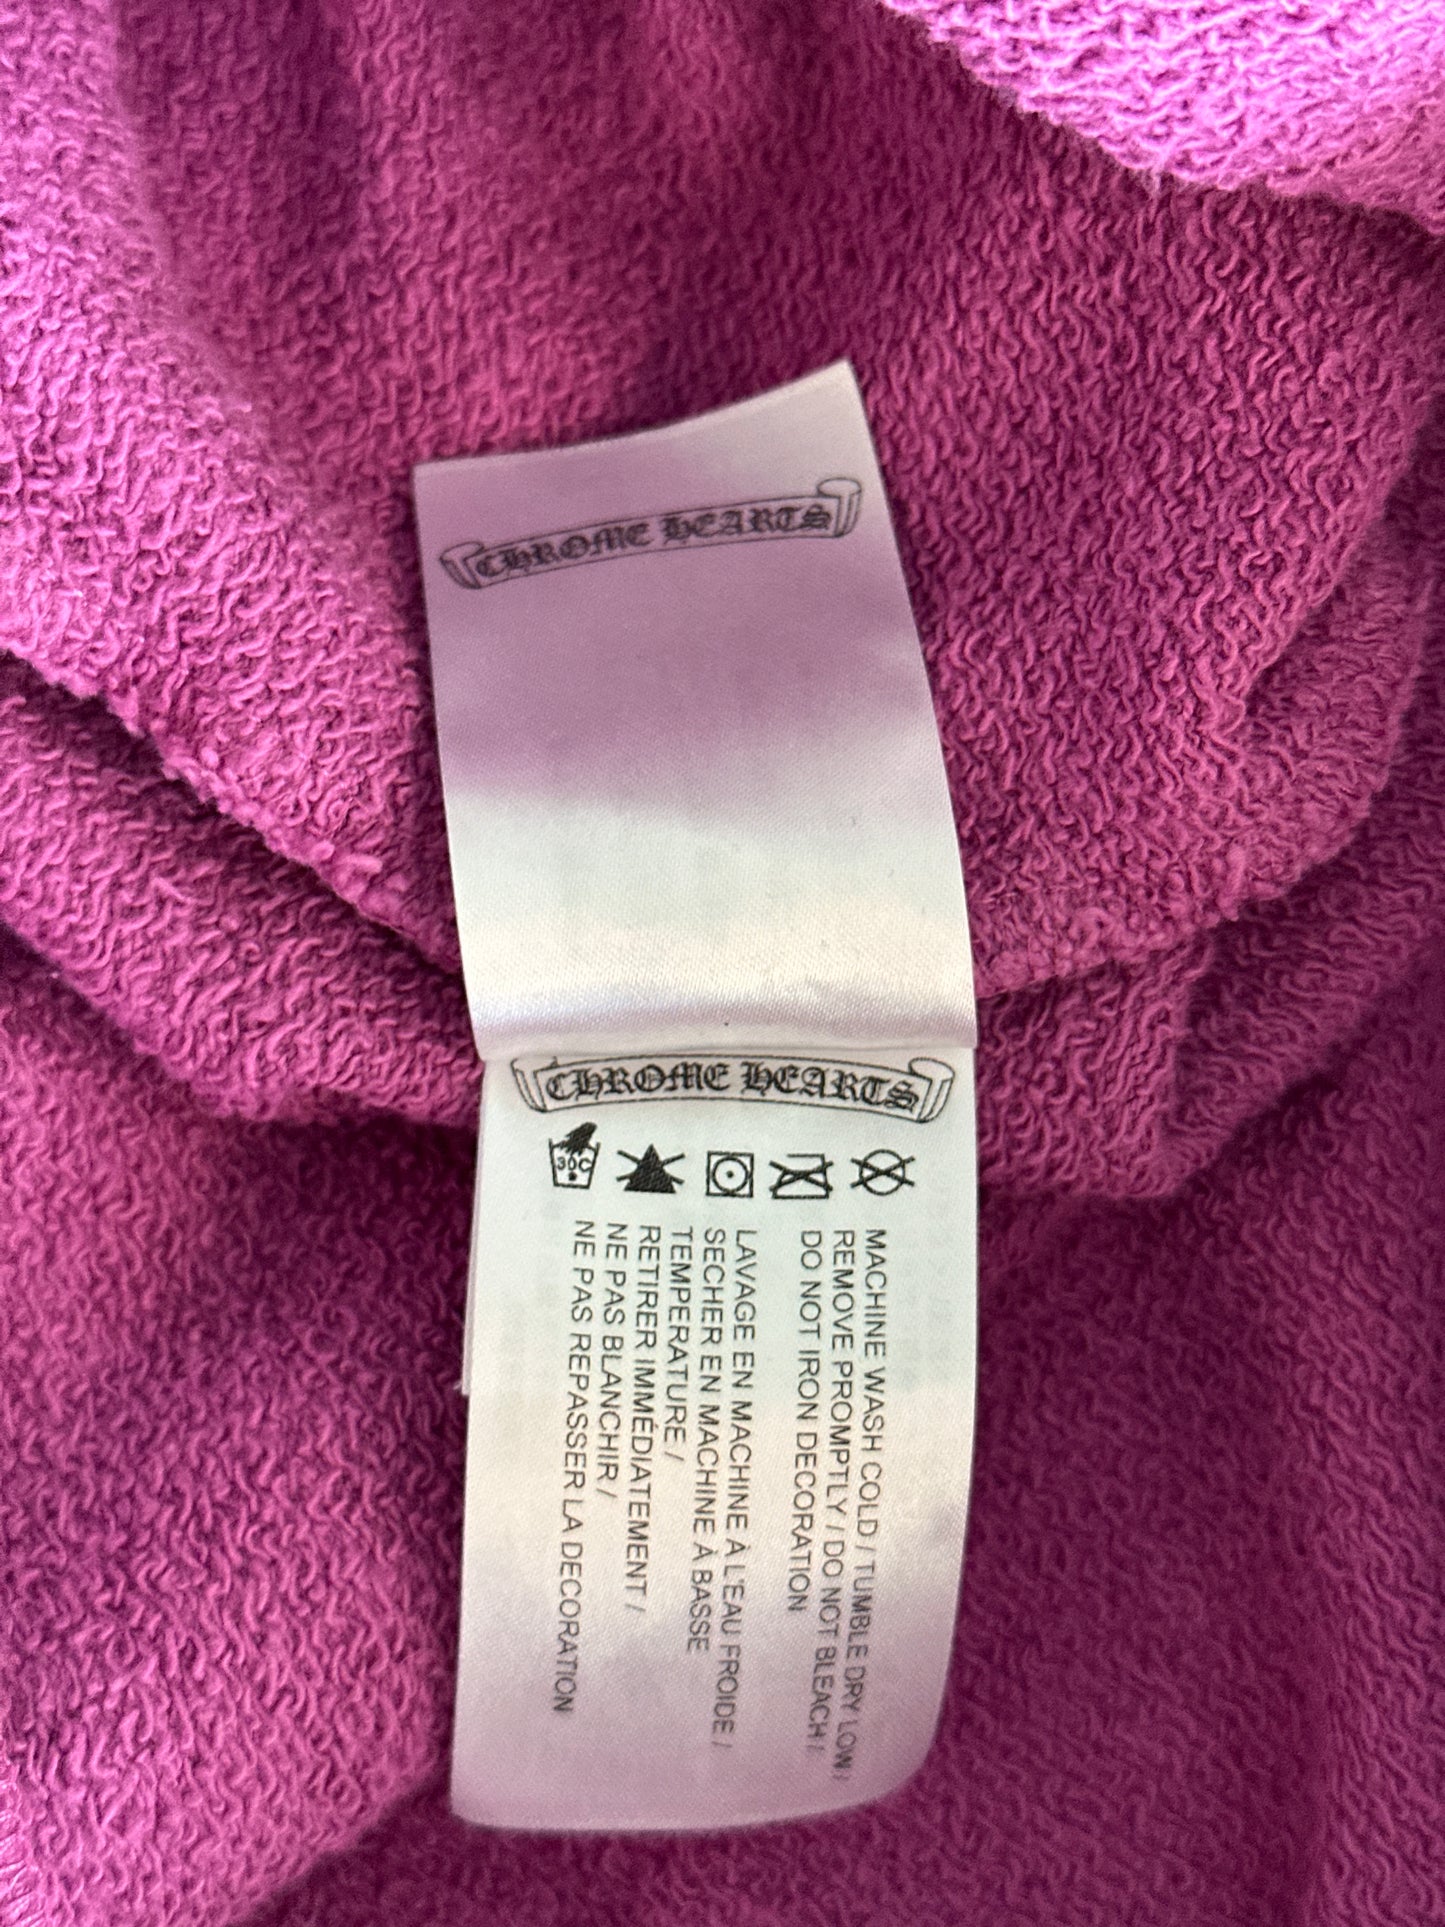 CHROME HEARTS
CHROME HEARTS
30C
MACHINE WASH COLD / TUMBLE DRY LOW /
REMOVE PROMPTLY / DO NOT BLEACH /
DO NOT IRON DECORATION
LAVAGE EN MACHINE À L'EAU FROIDE /
SECHER EN MACHINE À BASSE
TEMPERATURE /
RETIRER IMMÉDIATEMENT /
NE PAS BLANCHIR /
NE PAS REPASSER LA DECORATION